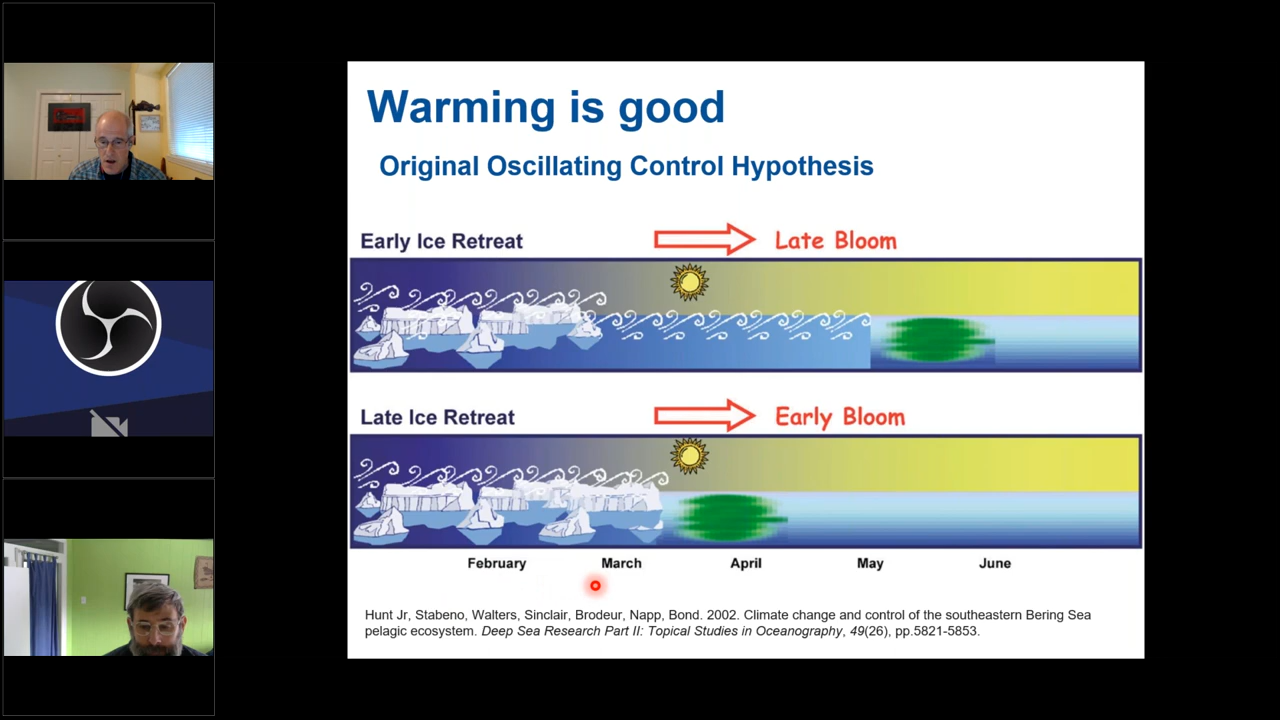 Warming is good
Original Oscillating Control Hypothesis
Early Ice Retreat
Late Bloom
Late Ice Retreat
Early Bloom
February March April May June
Hunt Jr, Stabeno, Walters, Sinclair, Brodeur, Napp, Bond. 2002. Climate change and control of the southeastern Bering Sea
pelagic ecosystem. Deep Sea Research Part II: Topical Studies in Oceanography, 49(26), pp.5821-5853.